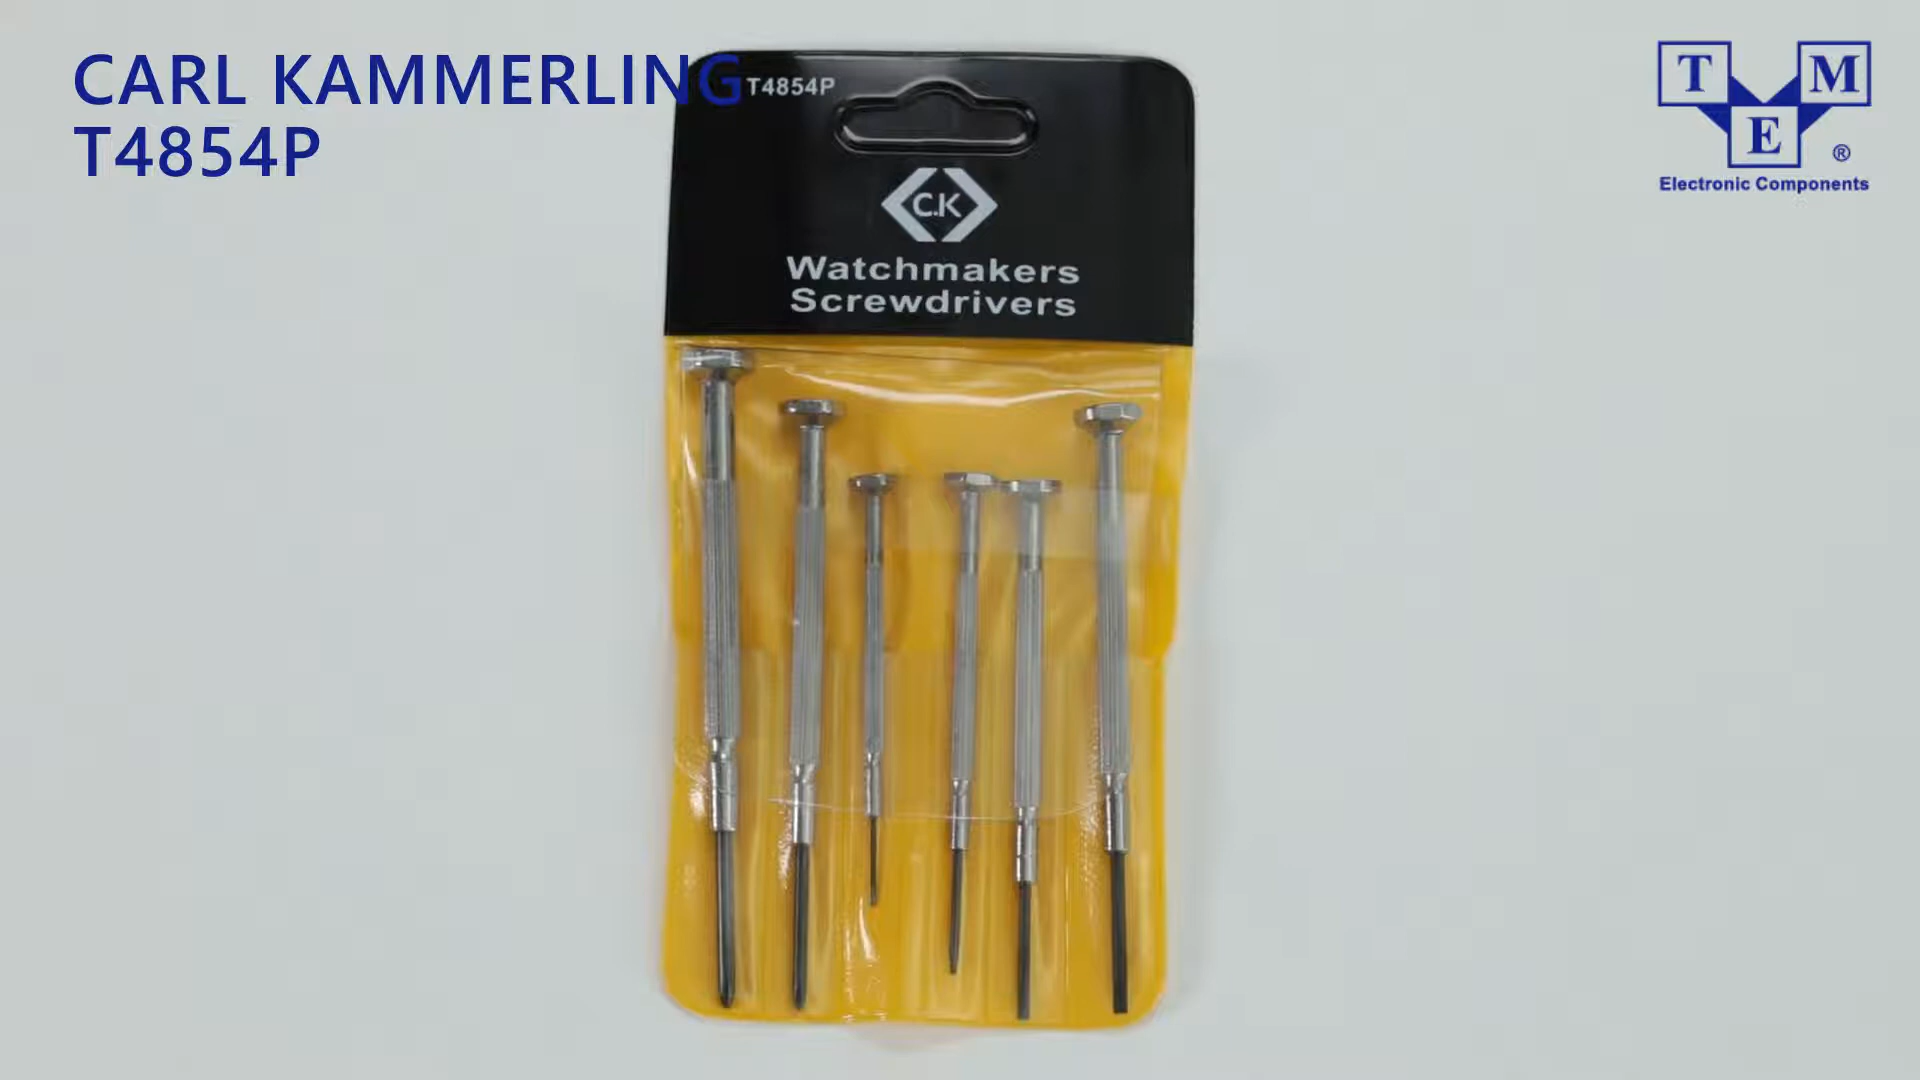 CARL KAMMERLING
T4854P
T4854P
C.K
Watchmakers
Screwdrivers
T M
E ®
Electronic Components